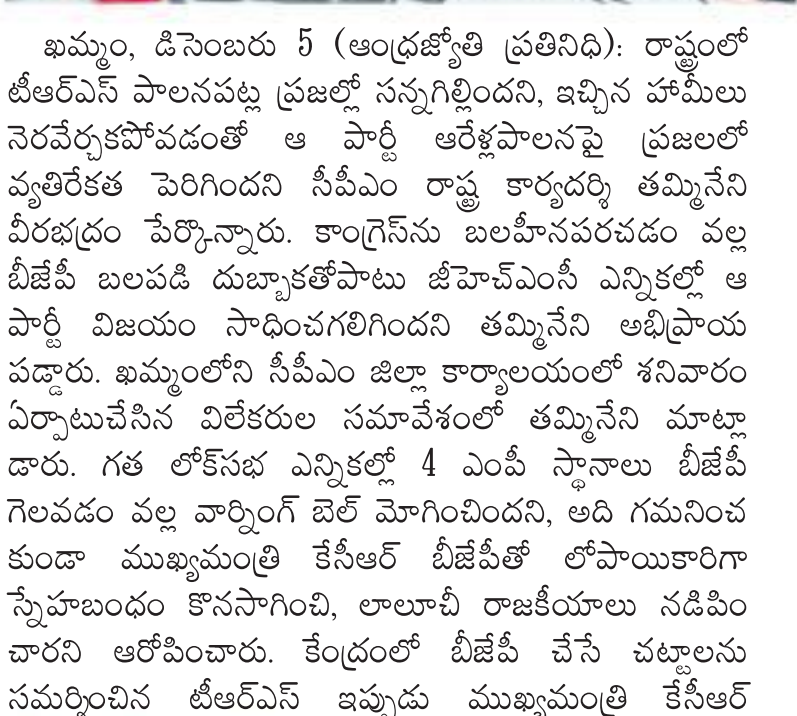 ఖమ్మం, డిసెంబరు 5 (ఆంధ్రజ్యోతి ప్రతినిధి): రాష్ట్రంలో
టీఆర్ఎస్ పాలనపట్ల ప్రజల్లో సన్నగిల్లిందని, ఇచ్చిన హామీలు
నెరవేర్చకపోవడంతో ఆ పార్టీ ఆరేళ్లపాలనపై ప్రజలలో
వ్యతిరేకత పెరిగిందని సీపీఎం రాష్ట్ర కార్యదర్శి తమ్మినేని
వీరభద్రం పేర్కొన్నారు. కాంగ్రెస్‌ను బలహీనపరచడం వల్ల
బీజేపీ బలపడి దుబ్బాకతోపాటు జీహెచ్ఎంసీ ఎన్నికల్లో ఆ
పార్టీ విజయం సాధించగలిగిందని తమ్మినేని అభిప్రాయ
పడ్డారు. ఖమ్మంలోని సీపీఎం జిల్లా కార్యాలయంలో శనివారం
ఏర్పాటుచేసిన విలేకరుల సమావేశంలో తమ్మినేని మాట్లా
డారు. గత లోక్‌సభ ఎన్నికల్లో 4 ఎంపీ స్థానాలు బీజేపీ
గెలవడం వల్ల వార్నింగ్ బెల్ మోగించిందని, అది గమనించ
కుండా ముఖ్యమంత్రి కేసీఆర్ బీజేపీతో లోపాయికారిగా
స్నేహబంధం కొనసాగించి, లాలూచీ రాజకీయాలు నడిపిం
చారని ఆరోపించారు. కేంద్రంలో బీజేపీ చేసే చట్టాలను
సమర్థించిన టీఆర్ఎస్ ఇప్పుడు ముఖ్యమంత్రి కేసీఆర్